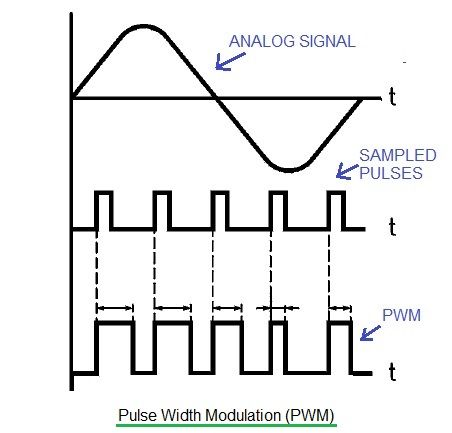 ANALOG SIGNAL
t
SAMPLED
PULSES
t
PWM
t
Pulse Width Modulation (PWM)